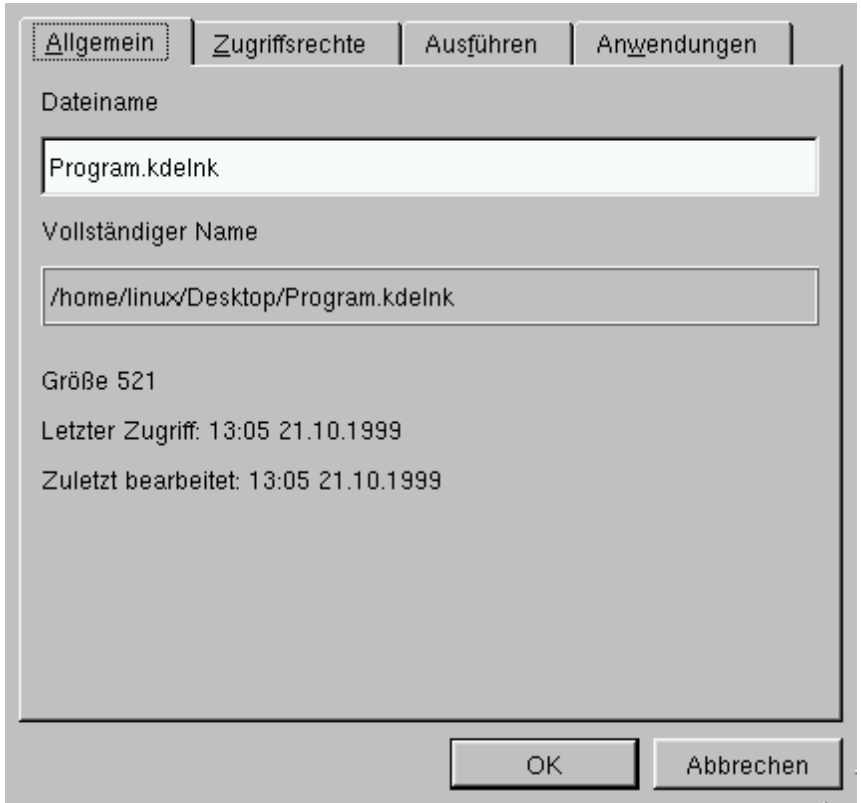 Allgemein Zugriffsrechte Ausführen Anwendungen
Dateiname
Program.kdelnk
Vollständiger Name
/home/linux/Desktop/Program.kdelnk
Größe 521
Letzter Zugriff: 13:05 21.10.1999
Zuletzt bearbeitet: 13:05 21.10.1999
OK Abbrechen